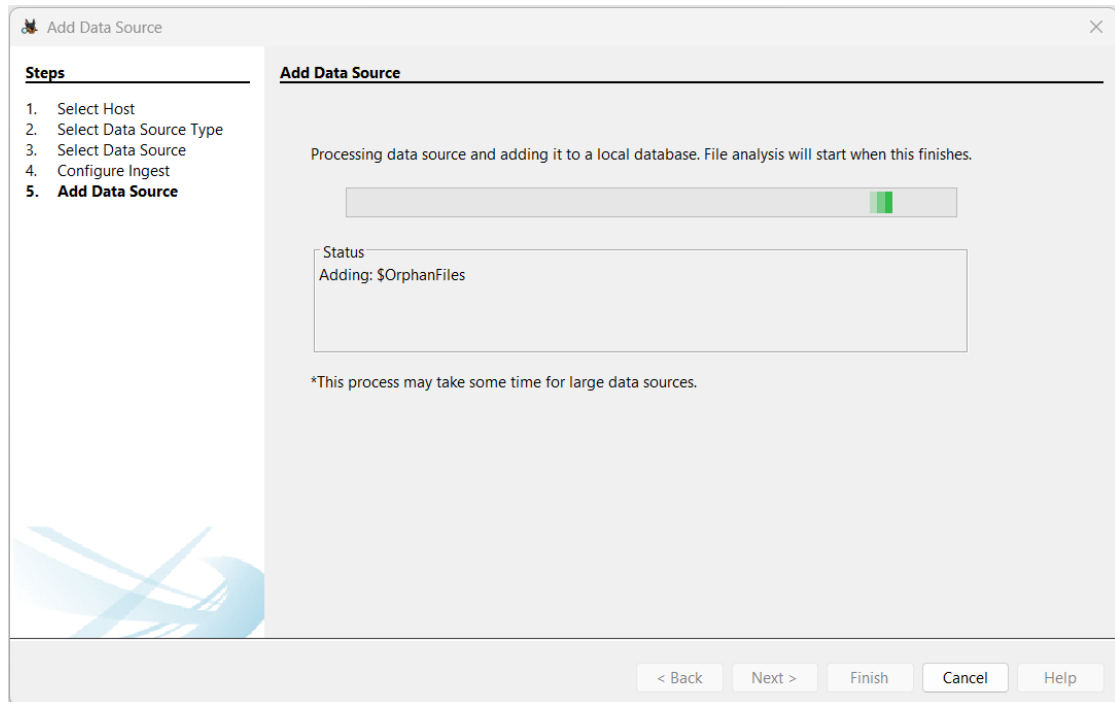 Add Data Source
Steps
1. Select Host
2. Select Data Source Type
3. Select Data Source
4. Configure Ingest
5. Add Data Source
Add Data Source
Processing data source and adding it to a local database. File analysis will start when this finishes.
Status
Adding: $OrphanFiles
*This process may take some time for large data sources.
< Back
Next >
Finish
Cancel
Help